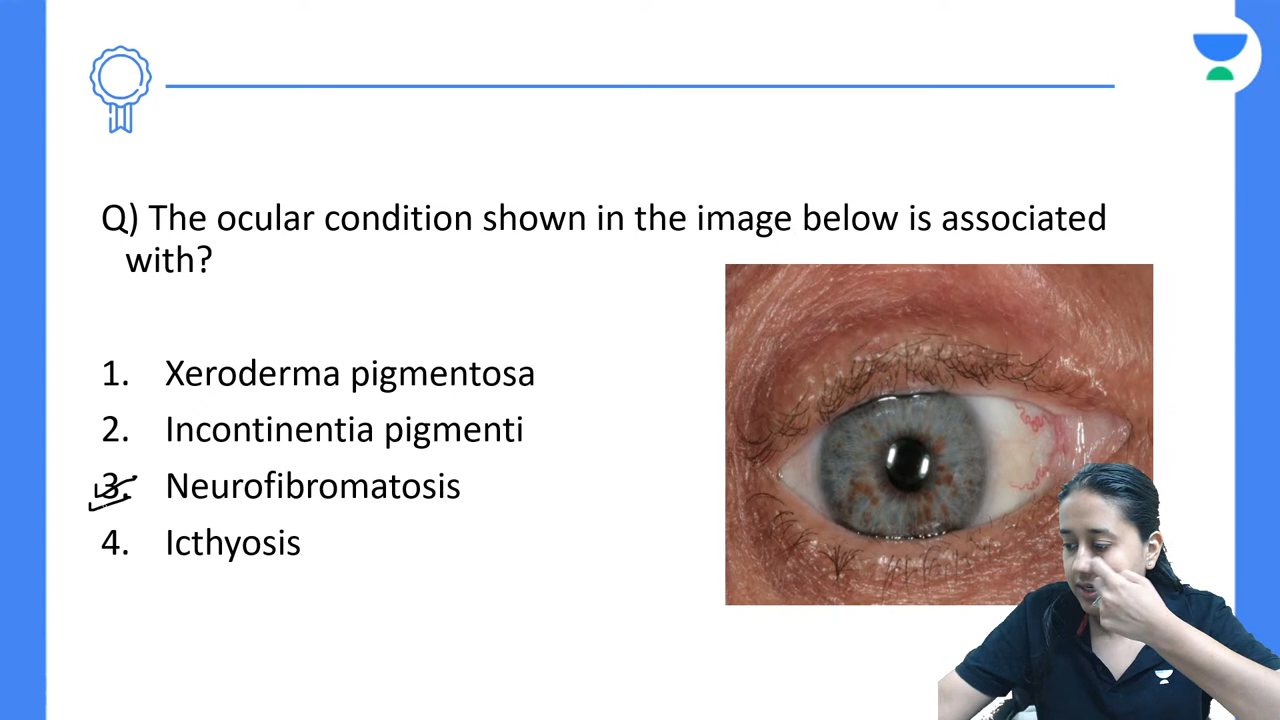 Q) The ocular condition shown in the image below is associated
with?
1. Xeroderma pigmentosa
2. Incontinentia pigmenti
3. Neurofibromatosis
4. Icthyosis